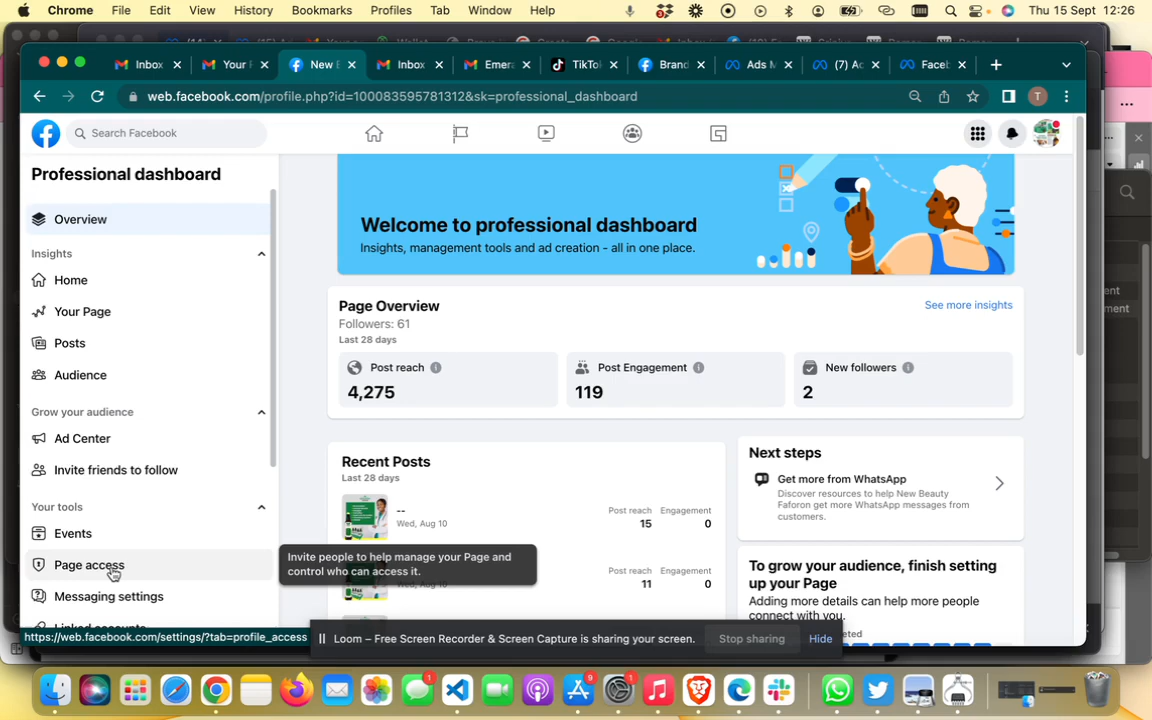 Chrome File Edit View History Bookmarks Profiles Tab Window Help Thu 15 Sept 12:26
Inbox Your F New E Inbox Emera TikTok Brand Ads M (7) Ac Faceb
web.facebook.com/profile.php?id=100083595781312&sk=professional_dashboard T
Search Facebook
Professional dashboard
Overview
Insights
Home
Your Page
Posts
Audience
Grow your audience
Ad Center
Invite friends to follow
Your tools
Events
Page access
Messaging settings
Linked accounts
https://web.facebook.com/settings/?tab=profile_access
Invite people to help manage your Page and
control who can access it.
Welcome to professional dashboard
Insights, management tools and ad creation - all in one place.
Page Overview
Followers: 61
Last 28 days
See more insights
Post reach
4,275
Post Engagement
119
New followers
2
Recent Posts
Last 28 days
--
Wed, Aug 10
Post reach Engagement
15 0
Wed, Aug 10
Post reach Engagement
11 0
Next steps
Get more from WhatsApp
Discover resources to help New Beauty
Faforon get more WhatsApp messages from
customers.
To grow your audience, finish setting
up your Page
Adding more details can help more people
connect with you.
Loom – Free Screen Recorder & Screen Capture is sharing your screen. Stop sharing Hide